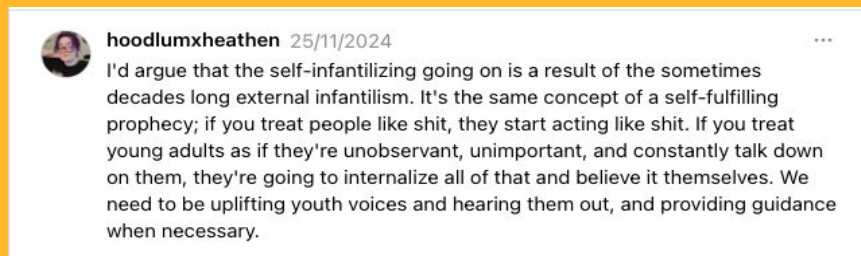 hoodlumxheathen 25/11/2024
I'd argue that the self-infantilizing going on is a result of the sometimes
decades long external infantilism. It's the same concept of a self-fulfilling
prophecy; if you treat people like shit, they start acting like shit. If you treat
young adults as if they're unobservant, unimportant, and constantly talk down
on them, they're going to internalize all of that and believe it themselves. We
need to be uplifting youth voices and hearing them out, and providing guidance
when necessary.